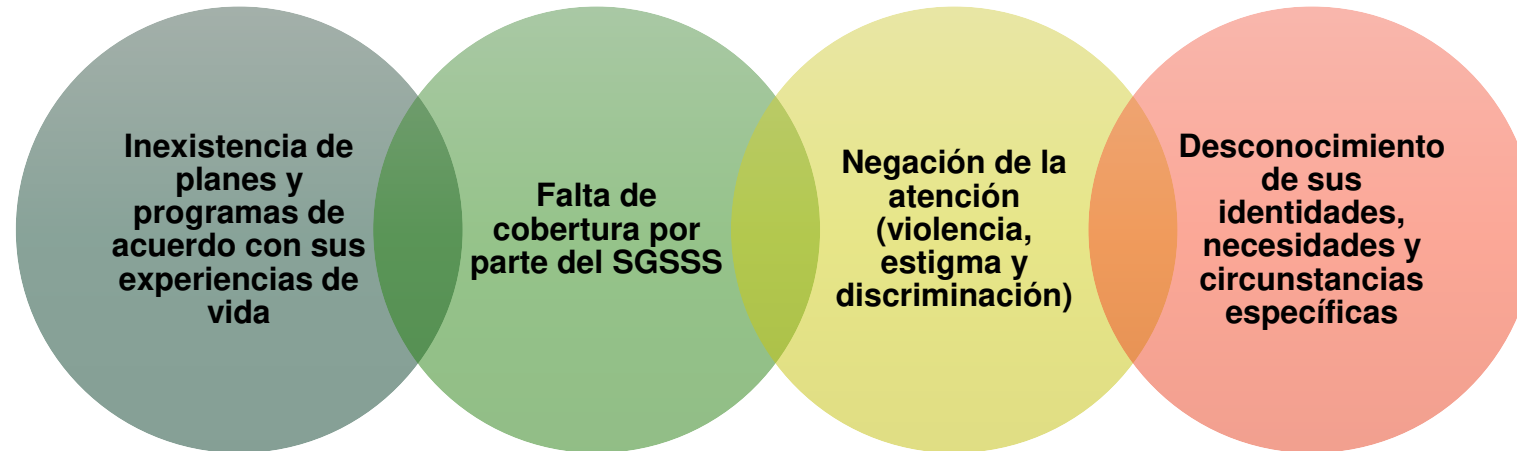 Inexistencia de
planes y
programas de
acuerdo con sus
experiencias de
vida
Falta de
cobertura por
parte del SGSSS
Negación de la
atención
(violencia,
estigma y
discriminación)
Desconocimiento
de sus
identidades,
necesidades y
circunstancias
específicas